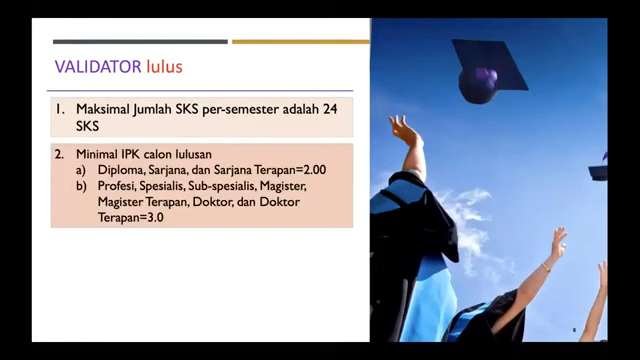 VALIDATOR lulus
1. Maksimal Jumlah SKS per-semester adalah 24
SKS
2. Minimal IPK calon lulusan
a) Diploma, Sarjana, dan Sarjana Terapan=2.00
b) Profesi, Spesialis, Sub-spesialis, Magister,
Magister Terapan, Doktor, dan Doktor
Terapan=3.0